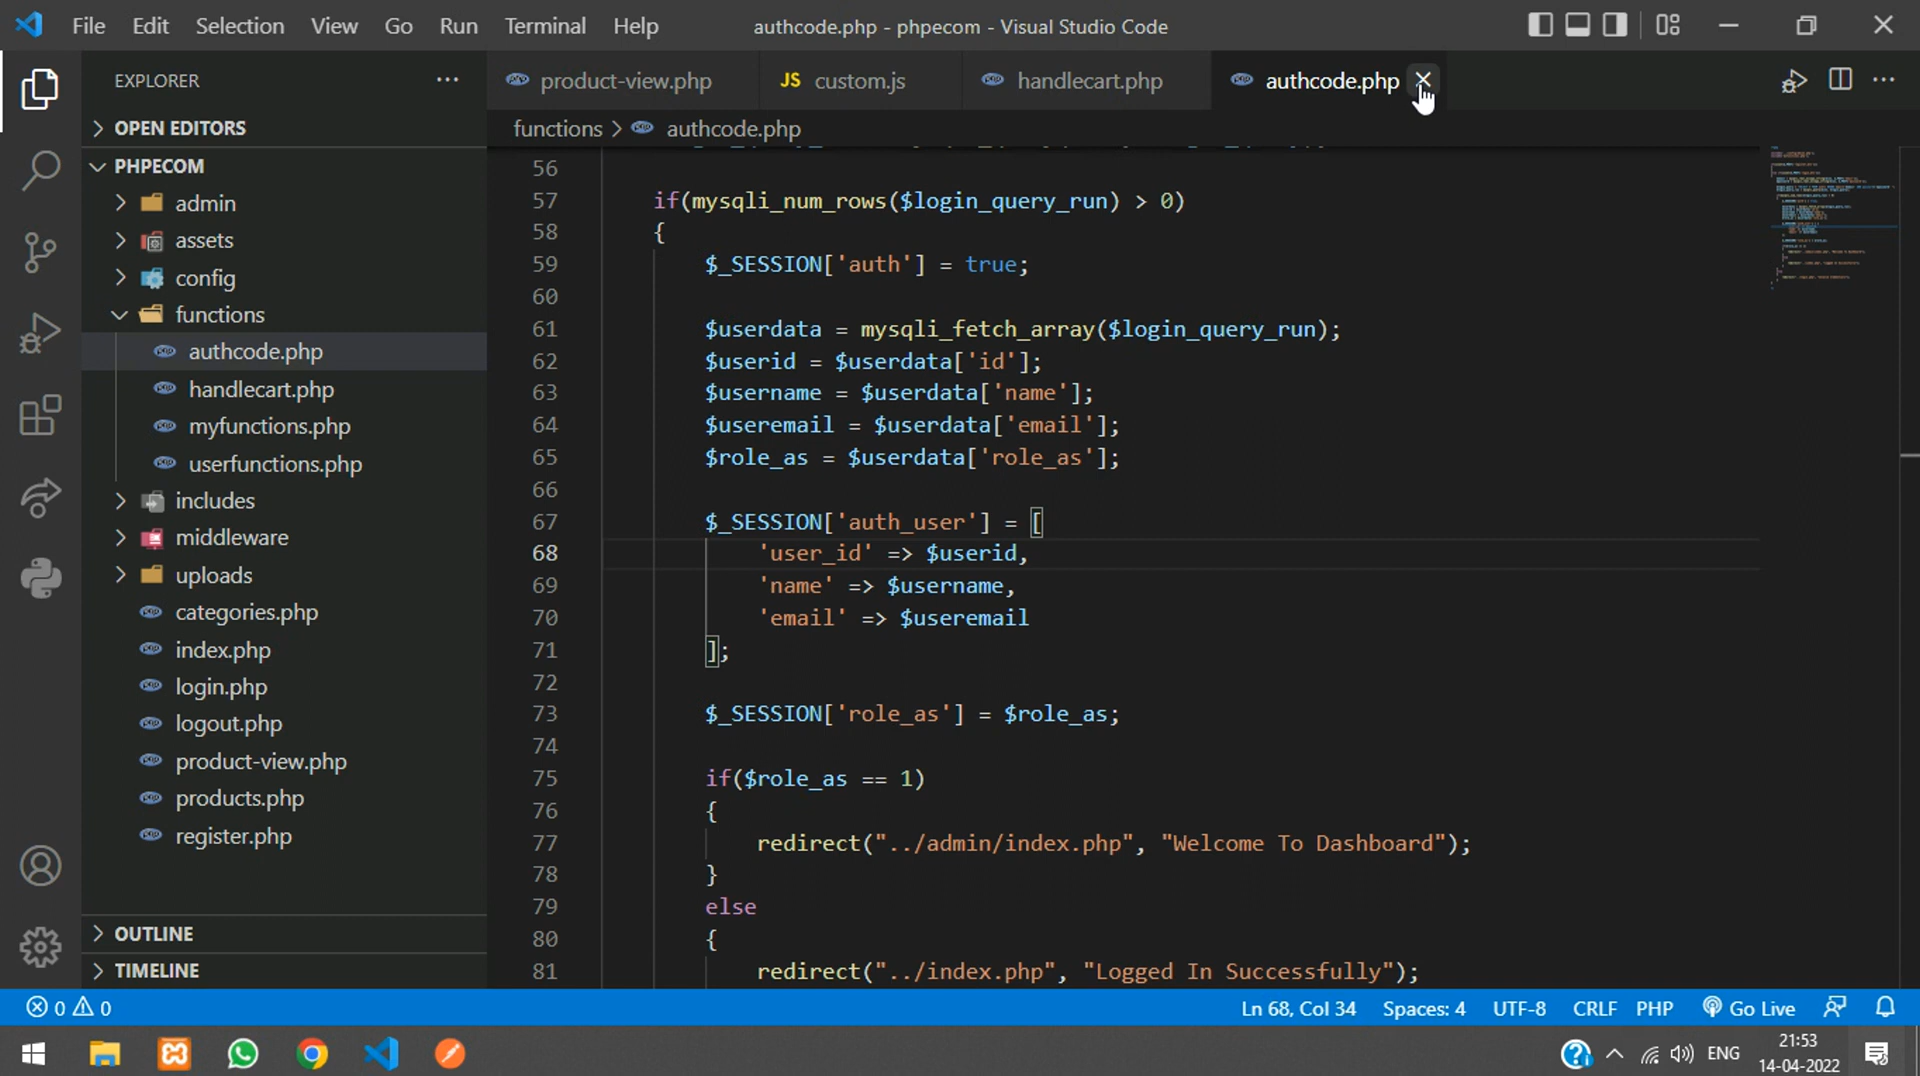 File Edit Selection View Go Run Terminal Help
authcode.php - phpecom - Visual Studio Code
EXPLORER
OPEN EDITORS
PHPECOM
admin
assets
config
functions
authcode.php
handlecart.php
myfunctions.php
userfunctions.php
includes
middleware
uploads
categories.php
index.php
login.php
logout.php
product-view.php
products.php
register.php
OUTLINE
TIMELINE
product-view.php
JS custom.js
handlecart.php
authcode.php
functions > authcode.php
56
57 if(mysqli_num_rows($login_query_run) > 0)
58 {
59 $_SESSION['auth'] = true;
60
61 $userdata = mysqli_fetch_array($login_query_run);
62 $userid = $userdata['id'];
63 $username = $userdata['name'];
64 $useremail = $userdata['email'];
65 $role_as = $userdata['role_as'];
66
67 $_SESSION['auth_user'] = [
68 'user_id' => $userid,
69 'name' => $username,
70 'email' => $useremail
71 ];
72
73 $_SESSION['role_as'] = $role_as;
74
75 if($role_as == 1)
76 {
77 redirect("../admin/index.php", "Welcome To Dashboard");
78 }
79 else
80 {
81 redirect("../index.php", "Logged In Successfully");
0 0
Ln 68, Col 34 Spaces: 4 UTF-8 CRLF PHP Go Live
ENG
21:53
14-04-2022